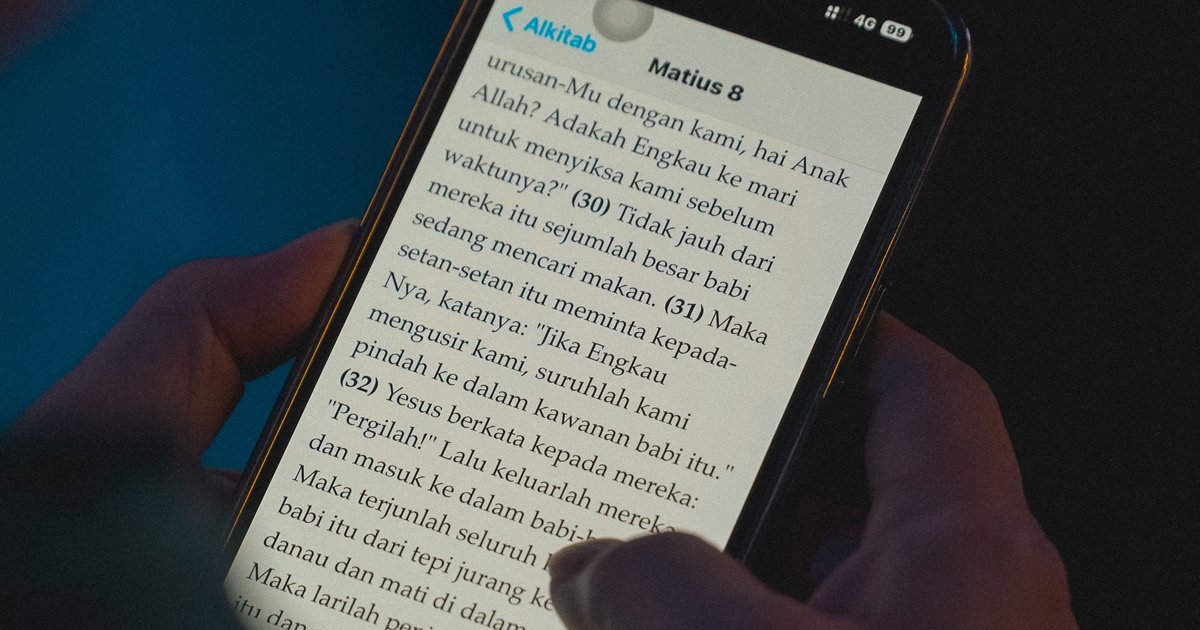 4G 99
Alkitab
Matius 8
urusan-Mu dengan kami, hai Anak
Allah? Adakah Engkau ke mari
untuk menyiksa kami sebelum
waktunya?" (30) Tidak jauh dari
mereka itu sejumlah besar babi
sedang mencari makan. (31) Maka
setan-setan itu meminta kepada-
Nya, katanya: "Jika Engkau
mengusir kami, suruhlah kami
pindah ke dalam kawanan babi itu."
(32) Yesus berkata kepada mereka:
"Pergilah!" Lalu keluarlah mereka
dan masuk ke dalam
Maka terjunlah seluruh
babi itu dari tepi jurang ke
danau dan mati di dalam
Maka larilah
itu dan